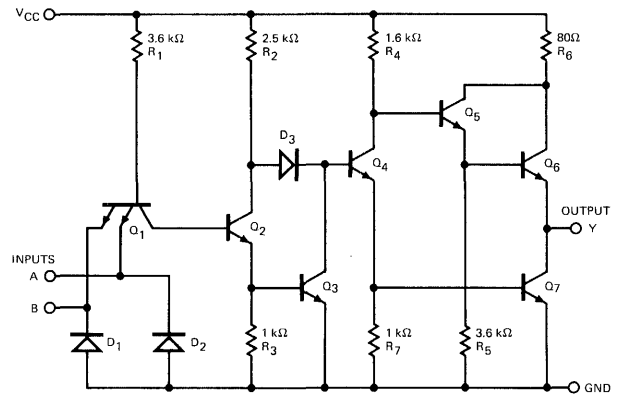 VCC
3.6 kΩ
R1
2.5 kΩ
R2
1.6 kΩ
R4
80Ω
R6
D3
Q5
Q4
Q6
Q1
Q2
OUTPUT
Y
INPUTS
A
B
Q3
Q7
D1
D2
1 kΩ
R3
1 kΩ
R7
3.6 kΩ
R5
GND